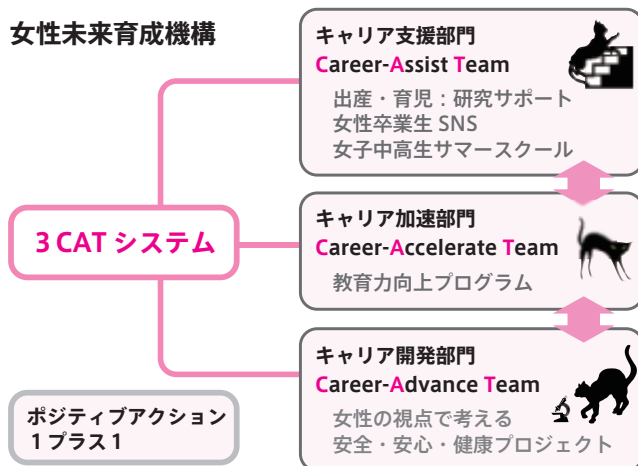 女性未来育成機構
キャリア支援部門
Career-Assist Team
出産・育児：研究サポート
女性卒業生 SNS
女子中高生サマースクール
3 CAT システム
キャリア加速部門
Career-Accelerate Team
教育力向上プログラム
キャリア開発部門
Career-Advance Team
女性の視点で考える
安全・安心・健康プロジェクト
ポジティブアクション
1 プラス 1